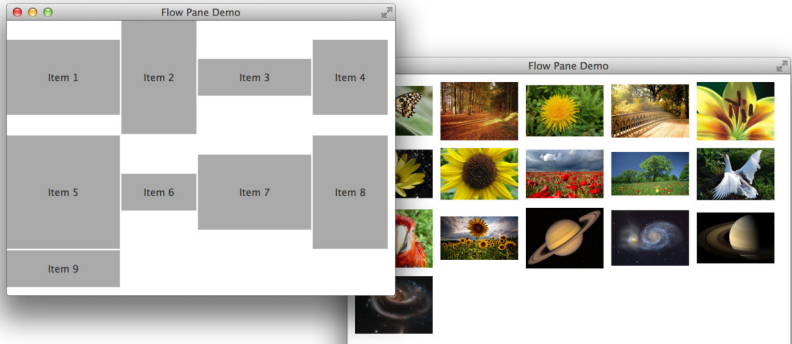 Flow Pane Demo
Item 1
Item 2
Item 3
Item 4
Item 5
Item 6
Item 7
Item 8
Item 9
Flow Pane Demo